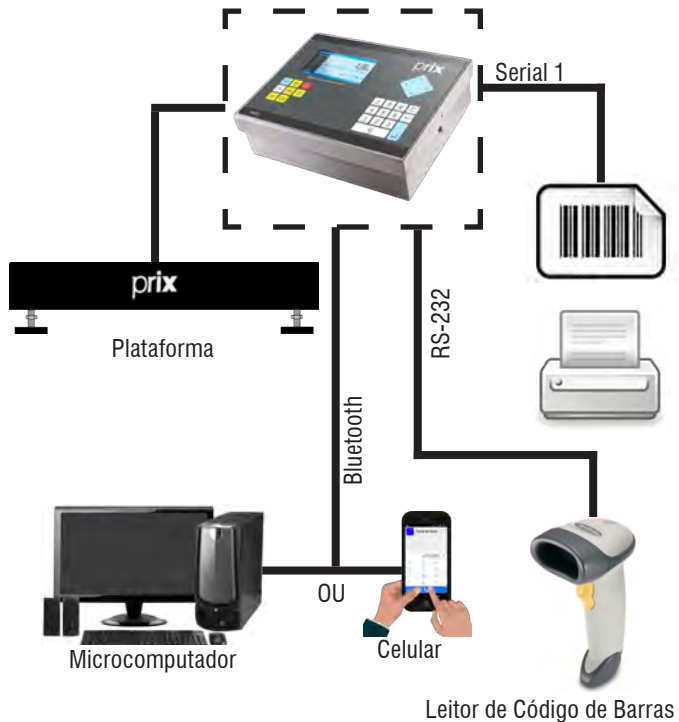 prix
Serial 1
prix
Plataforma
RS-232
Bluetooth
OU
Microcomputador
Celular
Leitor de Código de Barras